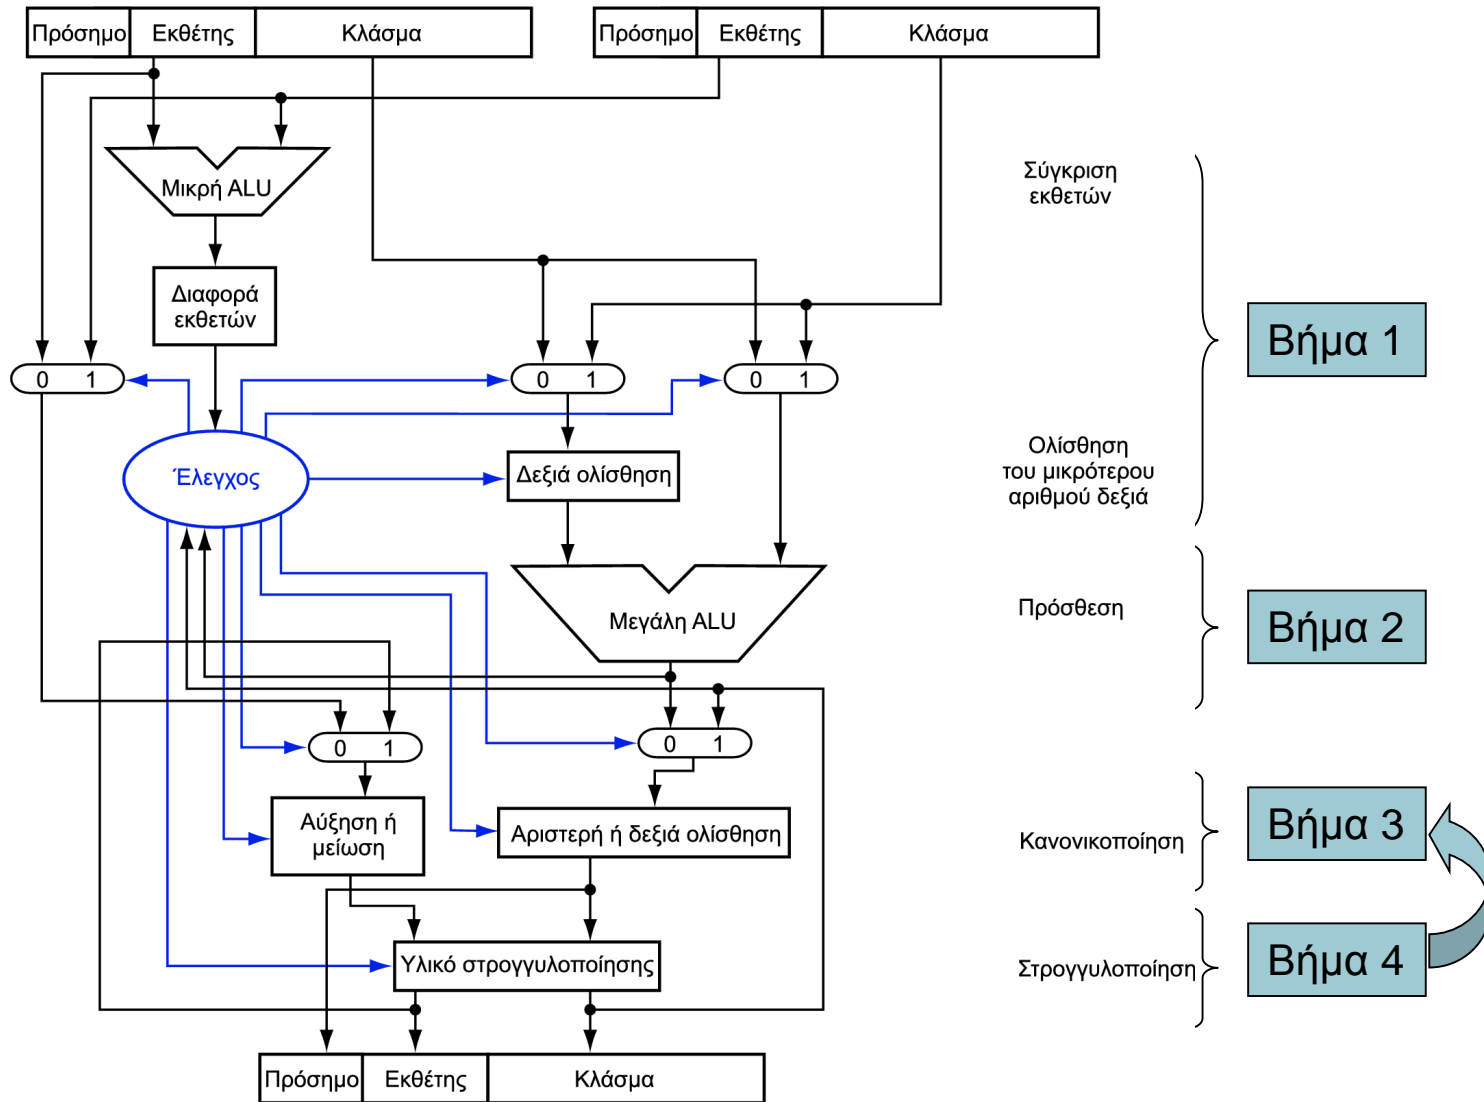 Πρόσημο Εκθέτης Κλάσμα
Πρόσημο Εκθέτης Κλάσμα
Μικρή ALU
Σύγκριση
εκθετών
Διαφορά
εκθετών
Βήμα 1
0 1
0 1
0 1
Έλεγχος
Δεξιά ολίσθηση
Ολίσθηση
του μικρότερου
αριθμού δεξιά
Μεγάλη ALU
Πρόσθεση
Βήμα 2
0 1
0 1
Αύξηση ή
μείωση
Αριστερή ή δεξιά ολίσθηση
Κανονικοποίηση
Βήμα 3
Υλικό στρογγυλοποίησης
Στρογγυλοποίηση
Βήμα 4
Πρόσημο Εκθέτης Κλάσμα